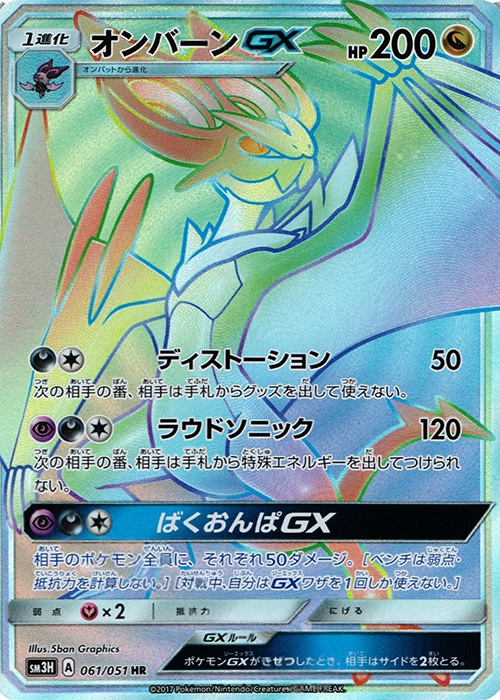 1進化 オンバーンGX HP200
オンバットから進化
ディストーション 50
次の相手の番、相手は手札からグッズを出して使えない。
ラウドソニック 120
次の相手の番、相手は手札から特殊エネルギーを出してつけられ
ない。
ばくおんぱGX
相手のポケモン全員に、それぞれ50ダメージ。[ベンチは弱点・
抵抗力を計算しない。] [対戦中、自分はGXワザを1回しか使えない。]
弱点 ×2 抵抗力 にげる
GXルール
Illus.5ban Graphics
ポケモンGXがきぜつしたとき、相手はサイドを2枚とる。
SM3H A 061/051 HR
©2017 Pokémon/Nintendo/Creatures/GAME FREAK.